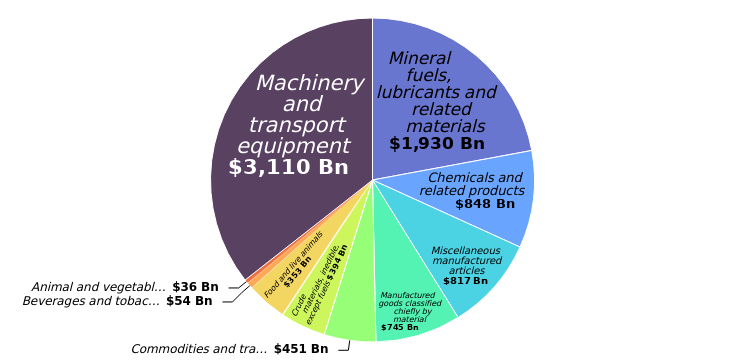 Machinery
and
transport
equipment
$3,110 Bn
Mineral
fuels,
lubricants and
related
materials
$1,930 Bn
Chemicals and
related products
$848 Bn
Miscellaneous
manufactured
articles
$817 Bn
Manufactured
goods classified
chiefly by
material
$745 Bn
Commodities and tra… $451 Bn
Crude
materials, inedible,
except fuels $394 Bn
Food and live animals
$353 Bn
Beverages and tobac… $54 Bn
Animal and vegetabl… $36 Bn